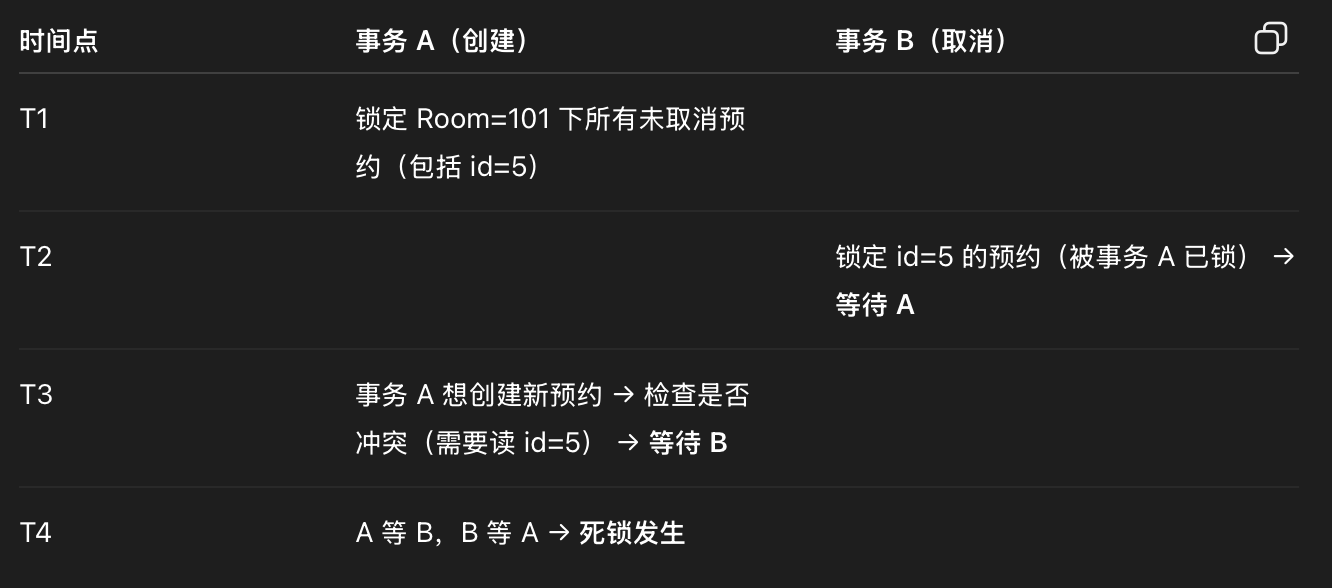 时间点 事务 A（创建） 事务 B（取消）
T1 锁定 Room=101 下所有未取消预
约（包括 id=5）
T2 锁定 id=5 的预约（被事务 A 已锁） →
等待 A
T3 事务 A 想创建新预约 → 检查是否
冲突（需要读 id=5） → 等待 B
T4 A 等 B，B 等 A → 死锁发生